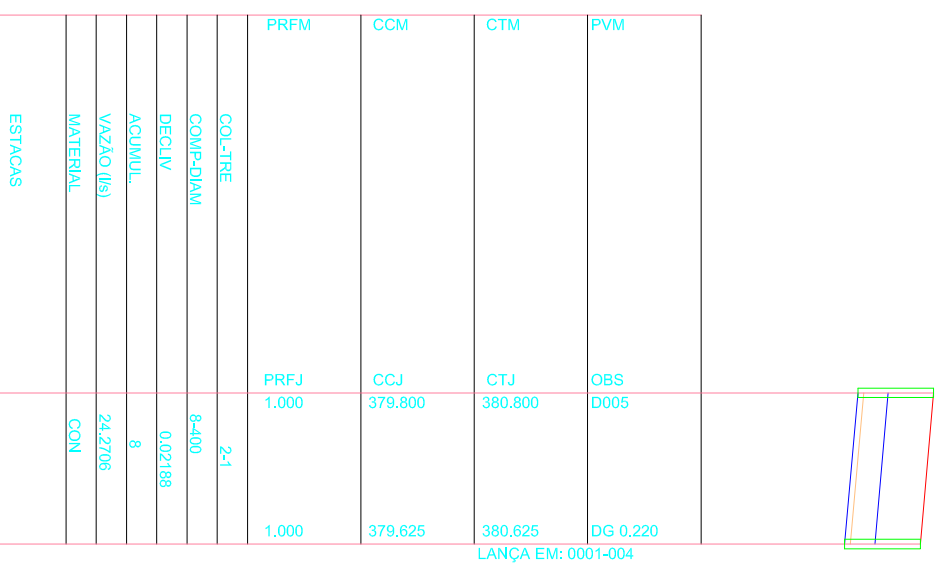 PRFM CCM CTM PVM
ESTACAS
MATERIAL
VAZÃO (l/s)
ACUMUL.
DECLIV
COMP-DIAM
COL-TRE
PRFJ CCJ CTJ OBS
1.000 379.800 380.800 D005
CON
24.2706
8
0.02188
8-400
2-1
1.000 379.625 380.625 DG 0.220
LANÇA EM: 0001-004